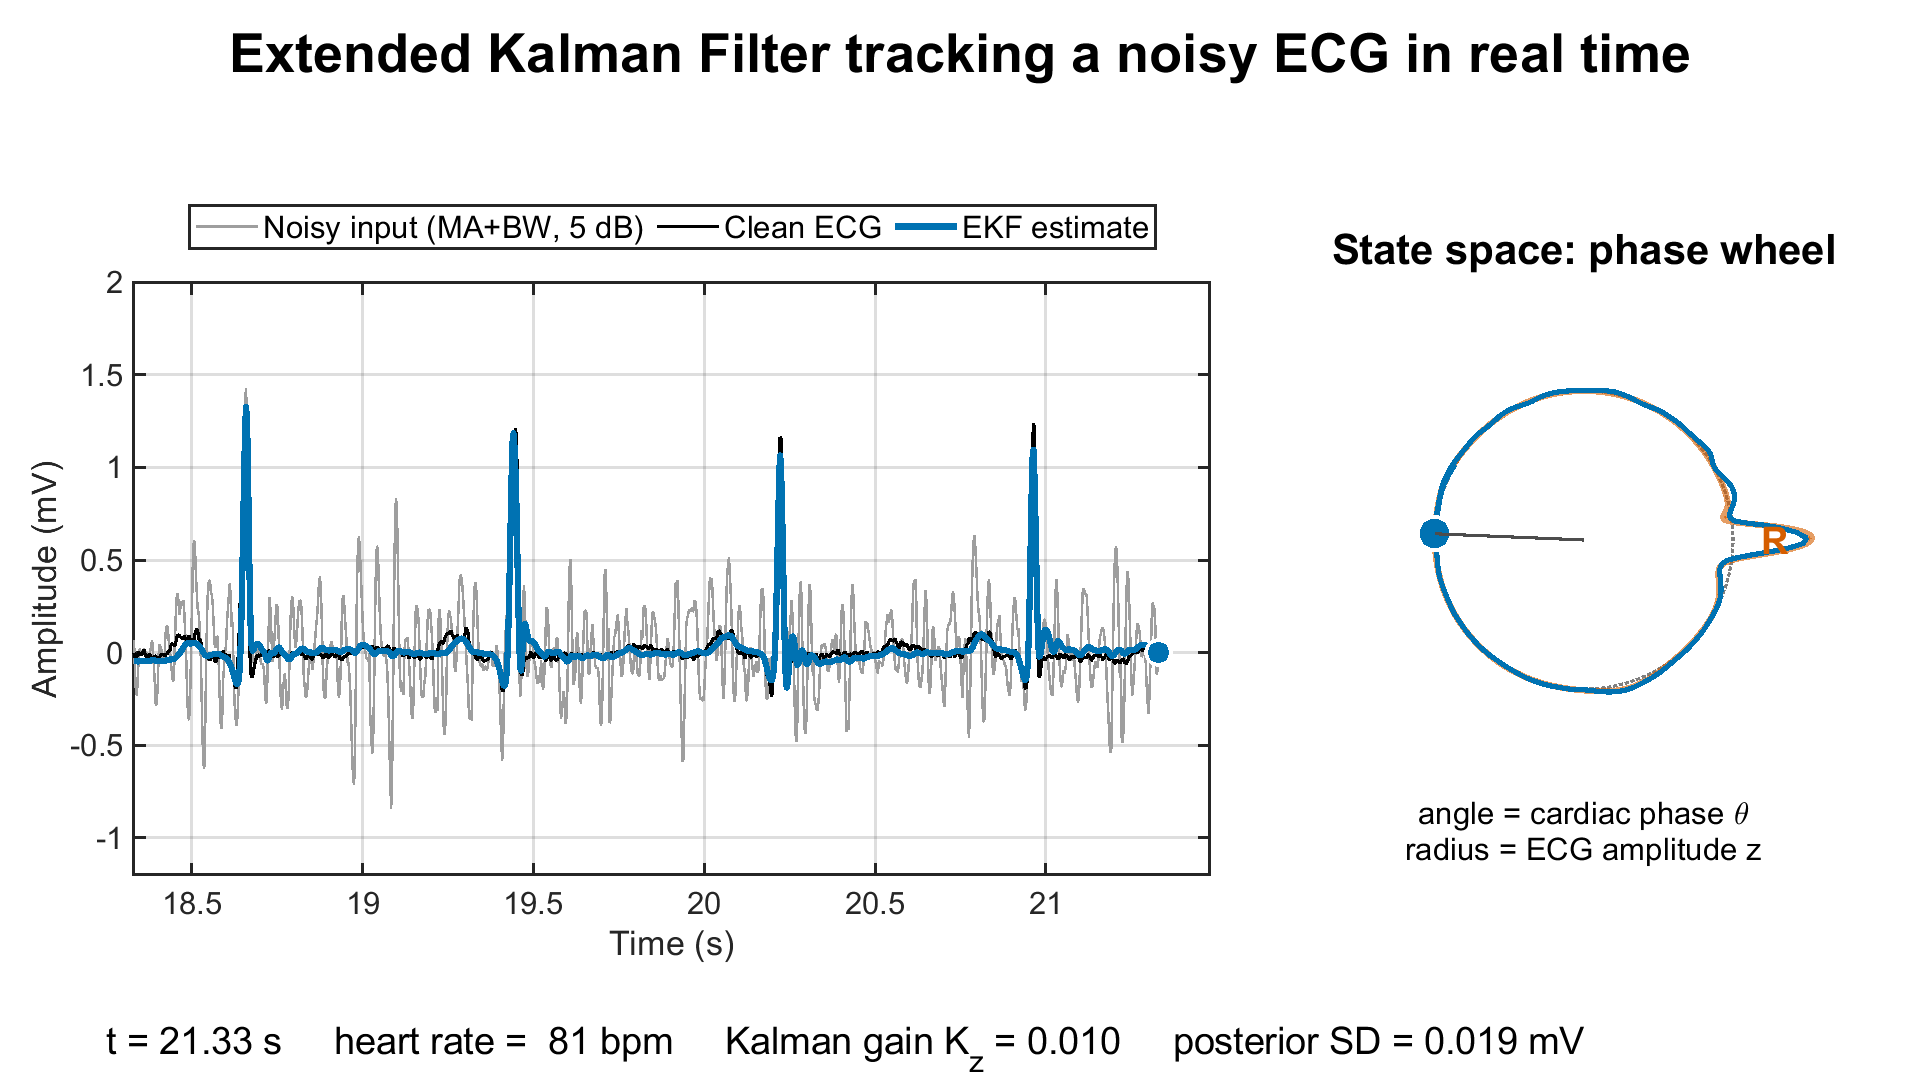 Extended Kalman Filter tracking a noisy ECG in real time
Noisy input (MA+BW, 5 dB) Clean ECG EKF estimate
State space: phase wheel
2
1.5
1
0.5
0
-0.5
-1
Amplitude (mV)
18.5 19 19.5 20 20.5 21
Time (s)
R
angle = cardiac phase θ
radius = ECG amplitude z
t = 21.33 s heart rate = 81 bpm Kalman gain K_z = 0.010 posterior SD = 0.019 mV